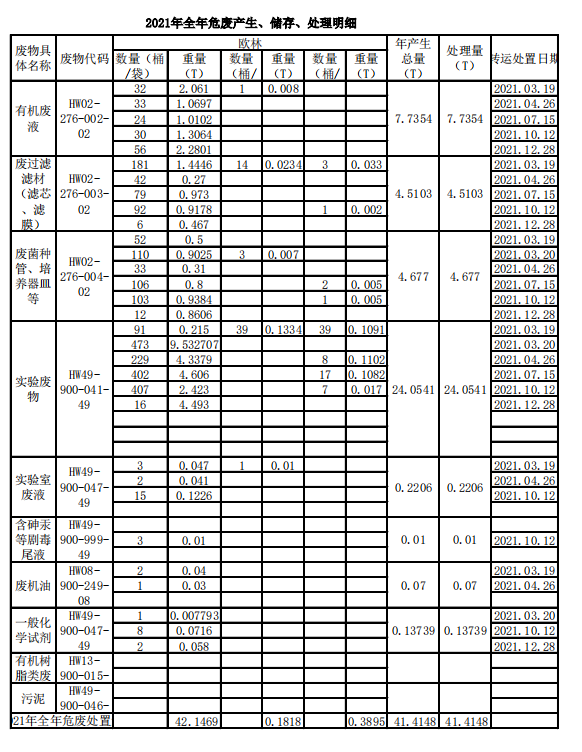 2021年全年危废产生、储存、处理明细
废物具体名称 废物代码 欧林 年产生总量（T） 处理量（T） 转运处置日期
数量（桶/袋） 重量（T） 数量（桶/ 重量（T） 数量（桶/ 重量（T）
有机废液 HW02-276-002-02 32 2.061 1 0.008 7.7354 7.7354 2021.03.19
33 1.0697 2021.04.26
24 1.0102 2021.07.15
30 1.3064 2021.10.12
56 2.2801 2021.12.28
废过滤滤材（滤芯、滤膜） HW02-276-003-02 181 1.4446 14 0.0234 3 0.033 4.5103 4.5103 2021.03.19
42 0.27 2021.04.26
79 0.973 2021.07.15
92 0.9178 1 0.002 2021.10.12
6 0.467 2021.12.28
废菌种管、培养器皿等 HW02-276-004-02 52 0.5 4.677 4.677 2021.03.19
110 0.9025 3 0.007 2021.03.20
33 0.31 2021.04.26
106 0.8 2 0.005 2021.07.15
103 0.9384 1 0.005 2021.10.12
12 0.8606 2021.12.28
实验废物 HW49-900-041-49 91 0.215 39 0.1334 39 0.1091 24.0541 24.0541 2021.03.19
473 9.532707 2021.03.20
229 4.3379 8 0.1102 2021.04.26
402 4.606 17 0.1082 2021.07.15
407 2.423 7 0.017 2021.10.12
16 4.493 2021.12.28
实验室废液 HW49-900-047-49 3 0.047 1 0.01 0.2206 0.2206 2021.03.19
2 0.041 2021.04.26
15 0.1226 2021.10.12
含砷汞等剧毒尾液 HW49-900-999-49 3 0.01 0.01 0.01 2021.10.12
废机油 HW08-900-249-08 2 0.04 0.07 0.07 2021.03.19
1 0.03 2021.04.26
一般化学试剂 HW49-900-047-49 1 0.007793 0.13739 0.13739 2021.03.20
8 0.0716 2021.10.12
2 0.058 2021.12.28
有机树脂类废 HW13-900-015-
污泥 HW49-900-046-
21年全年危废处置 42.1469 0.1818 0.3895 41.4148 41.4148